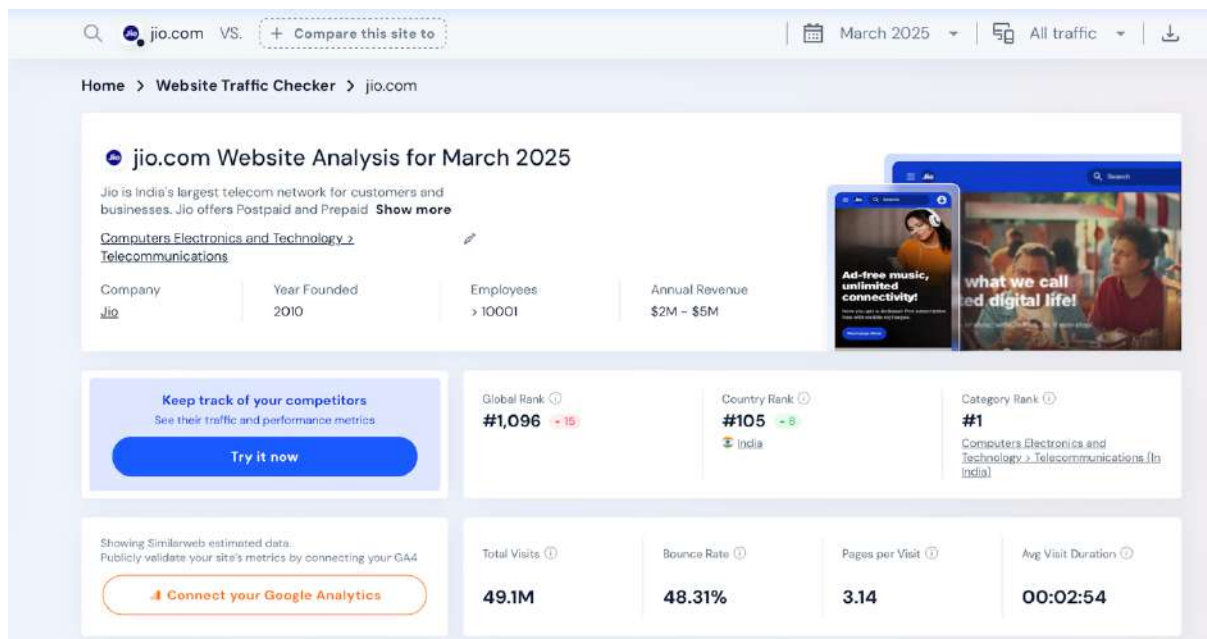 jio.com VS. + Compare this site to
March 2025 All traffic
Home > Website Traffic Checker > jio.com
jio.com Website Analysis for March 2025
Jio is India's largest telecom network for customers and
businesses. Jio offers Postpaid and Prepaid Show more
Computers Electronics and Technology >
Telecommunications
Company
Jio
Year Founded
2010
Employees
> 10001
Annual Revenue
$2M - $5M
Jio
Search
Jio
Search
Ad-free music,
unlimited
connectivity!
what we call
ed digital life!
Keep track of your competitors
See their traffic and performance metrics
Try it now
Global Rank
#1,096 15
Country Rank
#105 8
India
Category Rank
#1
Computers Electronics and
Technology > Telecommunications (In
India)
Showing Similarweb estimated data.
Publicly validate your site's metrics by connecting your GA4
Connect your Google Analytics
Total Visits
49.1M
Bounce Rate
48.31%
Pages per Visit
3.14
Avg Visit Duration
00:02:54